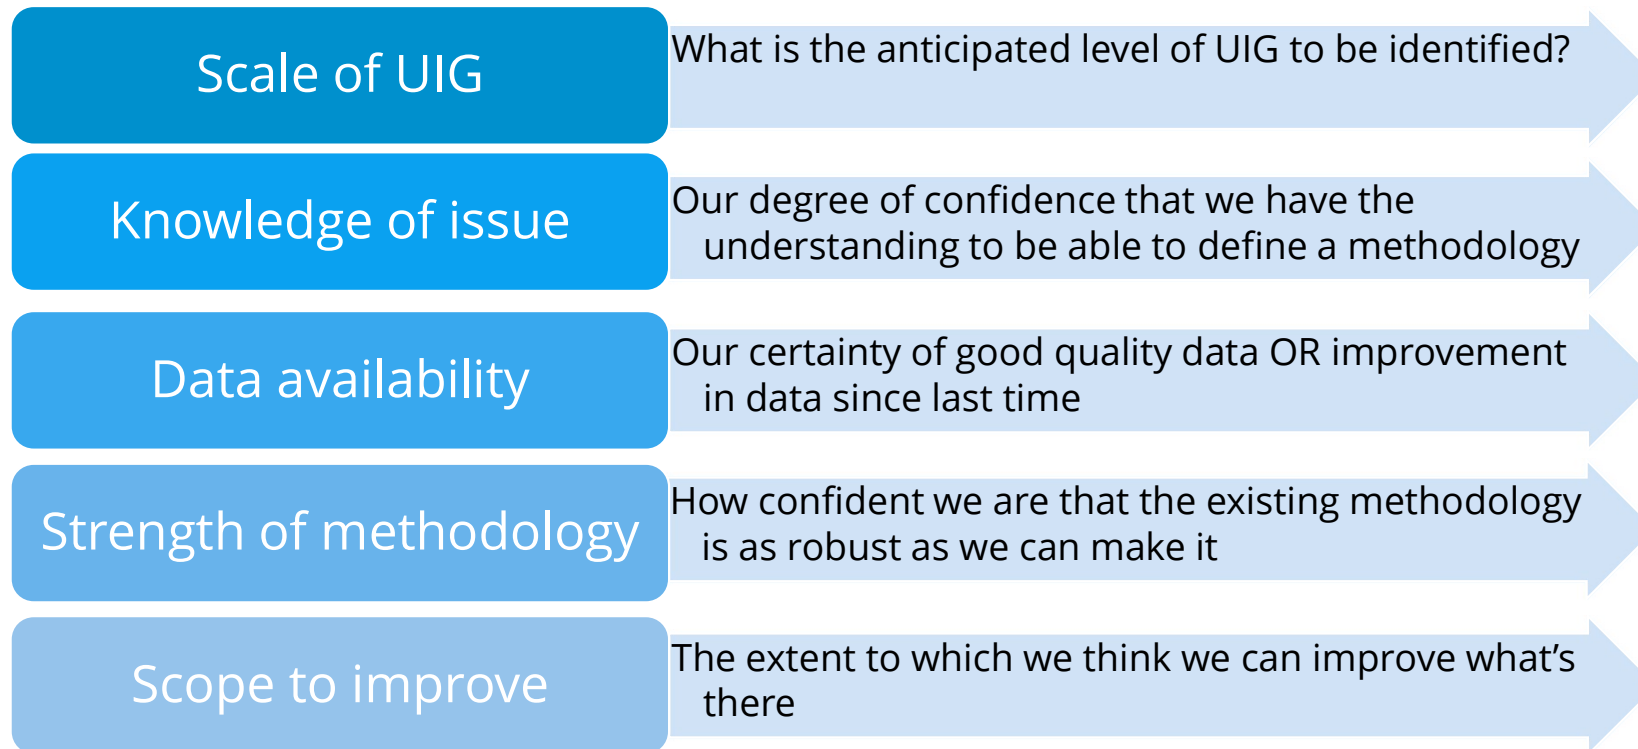 Scale of UIG
What is the anticipated level of UIG to be identified?
Knowledge of issue
Our degree of confidence that we have the
understanding to be able to define a methodology
Data availability
Our certainty of good quality data OR improvement
in data since last time
Strength of methodology
How confident we are that the existing methodology
is as robust as we can make it
Scope to improve
The extent to which we think we can improve what’s
there